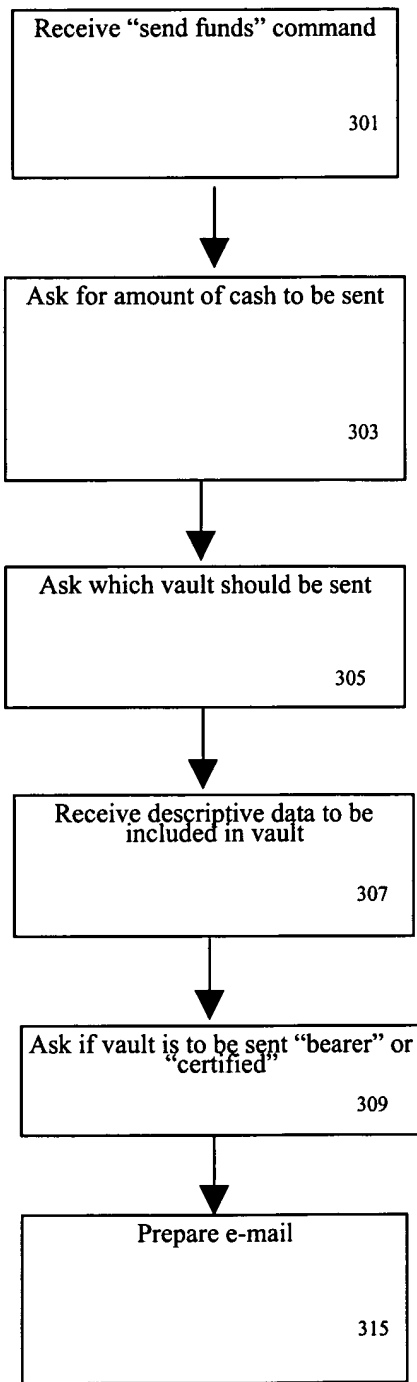 Receive “send funds” command
301
Ask for amount of cash to be sent
303
Ask which vault should be sent
305
Receive descriptive data to be
included in vault
307
Ask if vault is to be sent “bearer” or
“certified”
309
Prepare e-mail
315